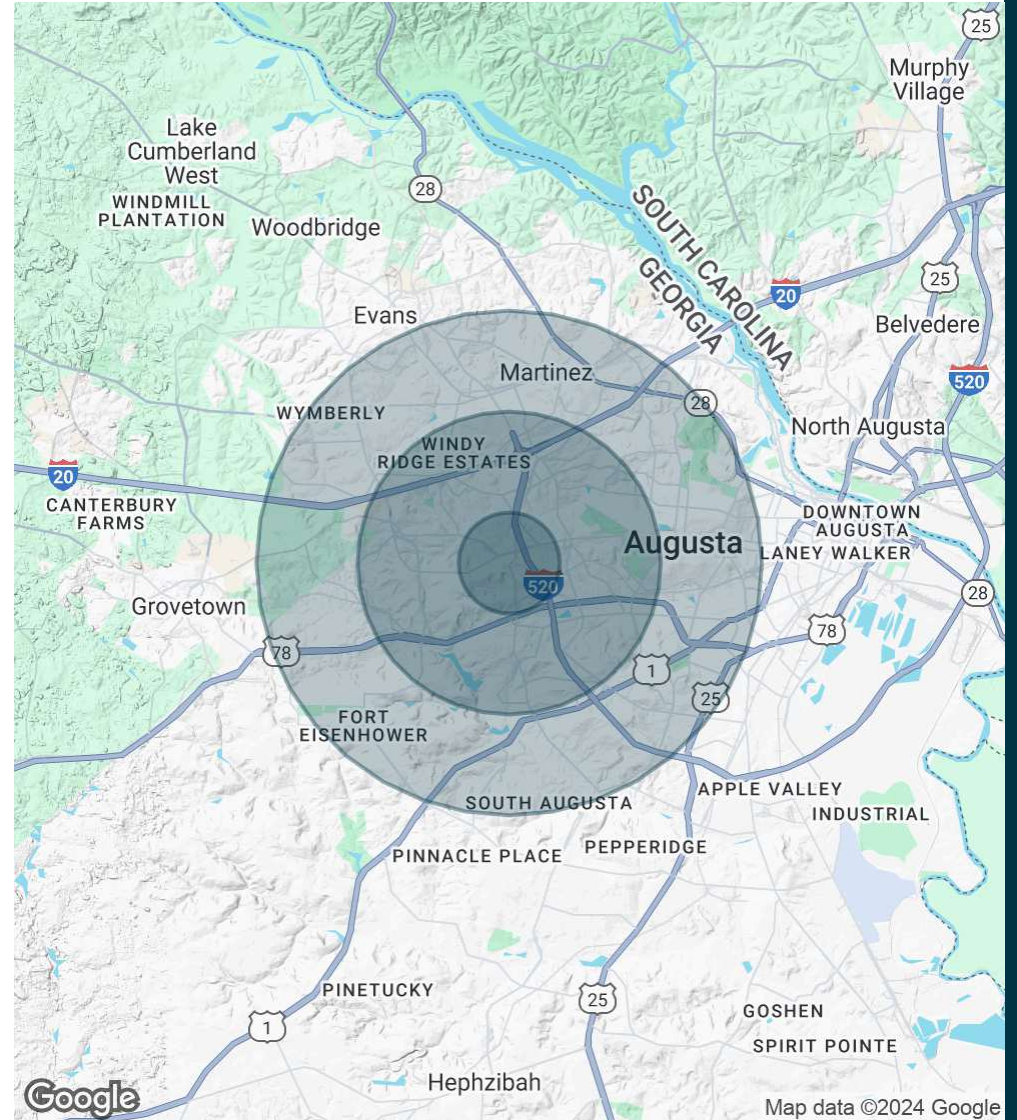 25
Murphy
Village
Lake
Cumberland
West
28
WINDMILL
PLANTATION
Woodbridge
SOUTH CAROLINA
GEORGIA
25
20
Evans
Belvedere
Martinez
520
28
WYMBERLY
North Augusta
WINDY
RIDGE ESTATES
20
CANTERBURY
FARMS
DOWNTOWN
AUGUSTA
Augusta
LANEY WALKER
520
28
Grovetown
78
78
1
25
FORT
EISENHOWER
APPLE VALLEY
SOUTH AUGUSTA
INDUSTRIAL
PINNACLE PLACE
PEPPERIDGE
PINETUCKY
25
GOSHEN
1
SPIRIT POINTE
Hephzibah
Google
Map data ©2024 Google